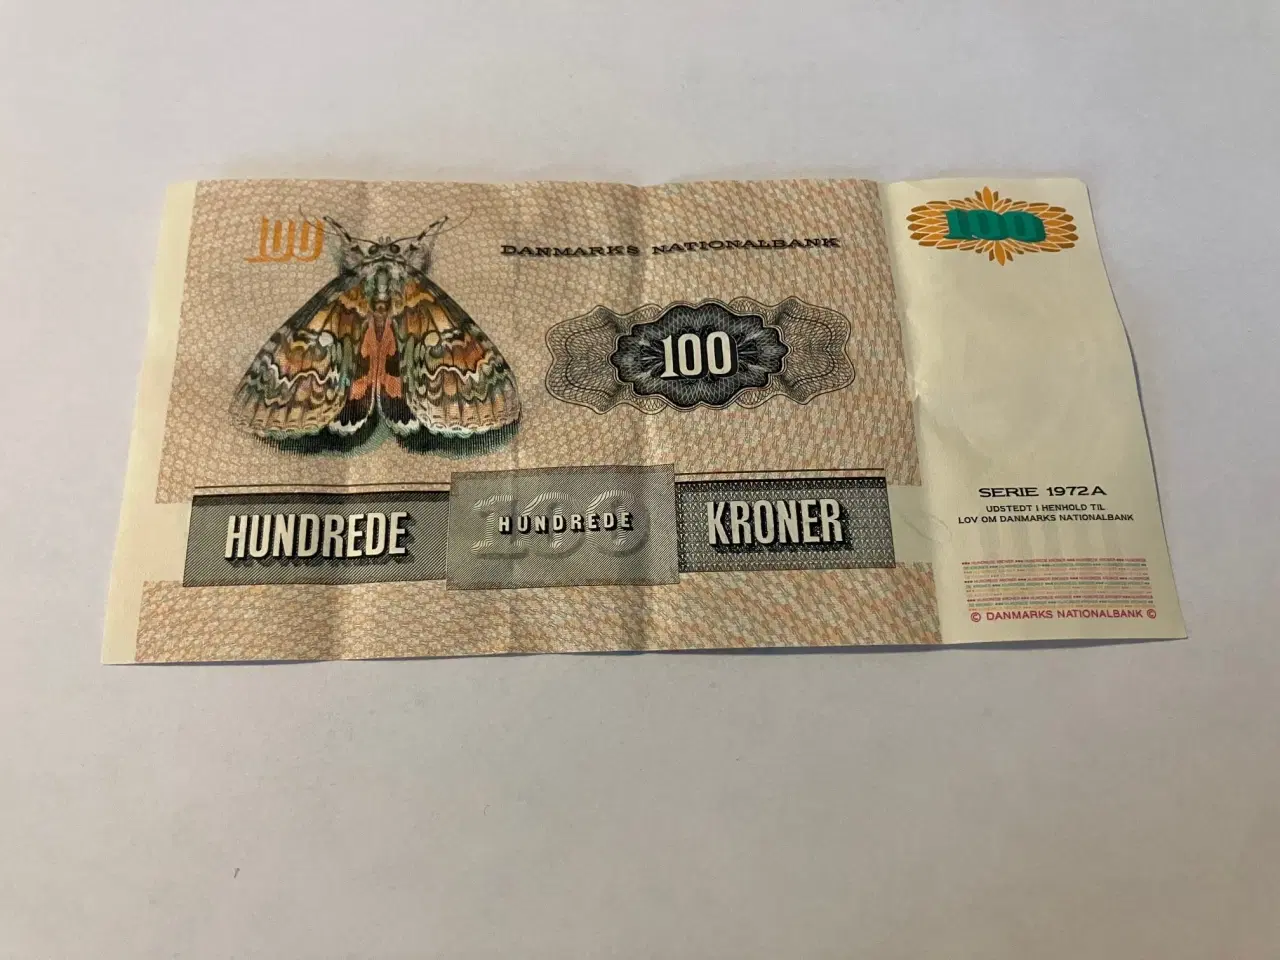 100
DANMARKS NATIONALBANK
100
100
HUNDREDE
100
HUNDREDE
KRONER
SERIE 1972A
UDSTEDT I HENHOLD TIL
LOV OM DANMARKS NATIONALBANK
© DANMARKS NATIONALBANK ©